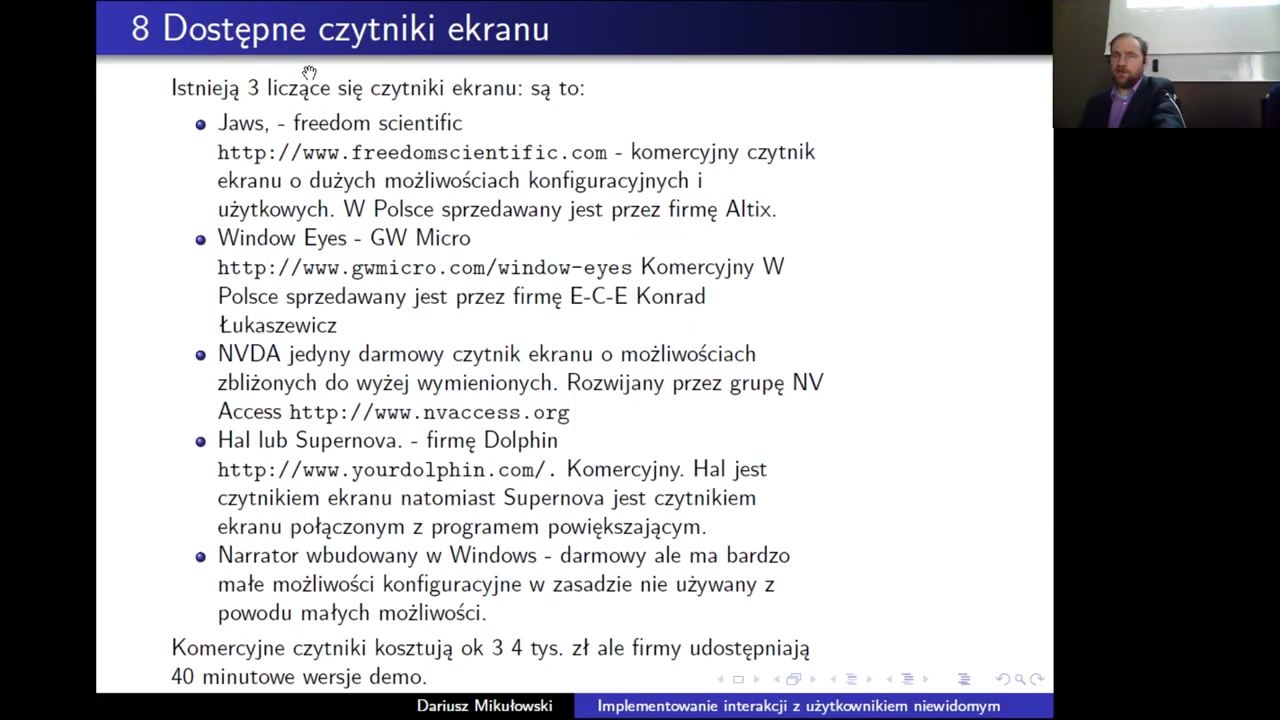 8 Dostępne czytniki ekranu
Istnieją 3 liczące się czytniki ekranu: są to:
Jaws, - freedom scientific
http://www.freedomscientific.com - komercyjny czytnik
ekranu o dużych możliwościach konfiguracyjnych i
użytkowych. W Polsce sprzedawany jest przez firmę Altix.
Window Eyes - GW Micro
http://www.gwmicro.com/window-eyes Komercyjny W
Polsce sprzedawany jest przez firmę E-C-E Konrad
Łukaszewicz
NVDA jedyny darmowy czytnik ekranu o możliwościach
zbliżonych do wyżej wymienionych. Rozwijany przez grupę NV
Access http://www.nvaccess.org
Hal lub Supernova. - firmę Dolphin
http://www.yourdolphin.com/. Komercyjny. Hal jest
czytnikiem ekranu natomiast Supernova jest czytnikiem
ekranu połączonym z programem powiększającym.
Narrator wbudowany w Windows - darmowy ale ma bardzo
małe możliwości konfiguracyjne w zasadzie nie używany z
powodu małych możliwości.
Komercyjne czytniki kosztują ok 3 4 tys. zł ale firmy udostępniają
40 minutowe wersje demo.
Dariusz Mikułowski
Implementowanie interakcji z użytkownikiem niewidomym